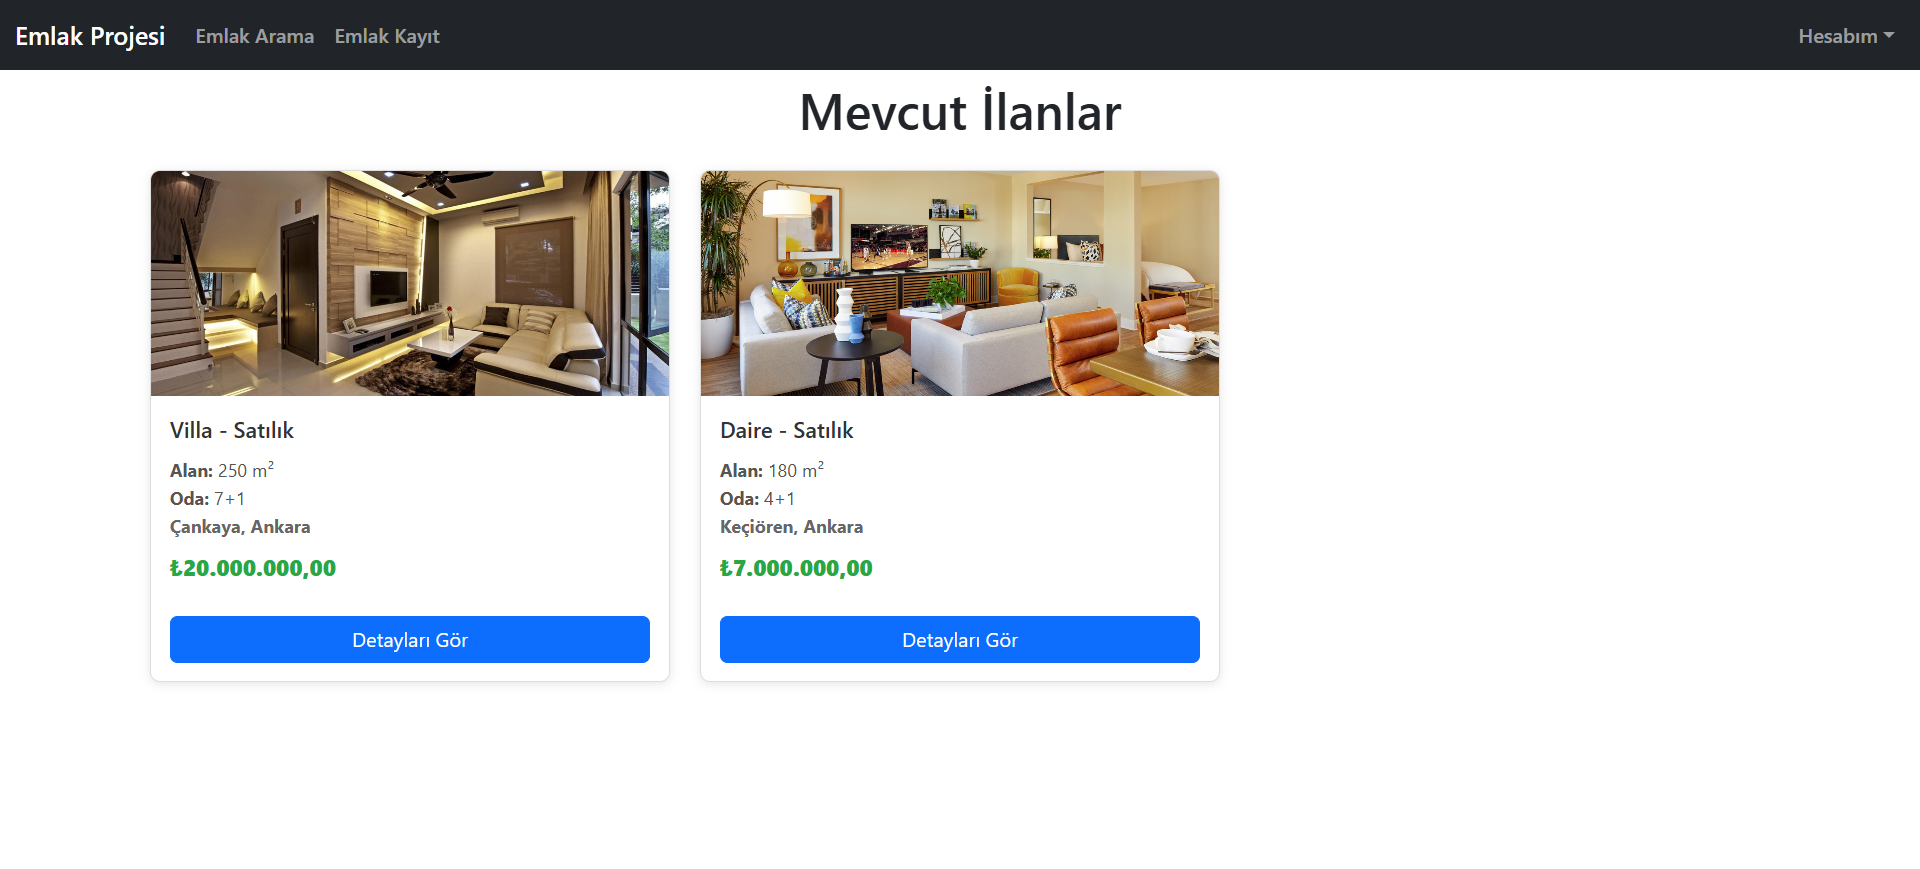 Emlak Projesi Emlak Arama Emlak Kayıt Hesabım
Mevcut İlanlar
Villa - Satılık
Alan: 250 m²
Oda: 7+1
Çankaya, Ankara
₺20.000.000,00
Detayları Gör
Daire - Satılık
Alan: 180 m²
Oda: 4+1
Keçiören, Ankara
₺7.000.000,00
Detayları Gör